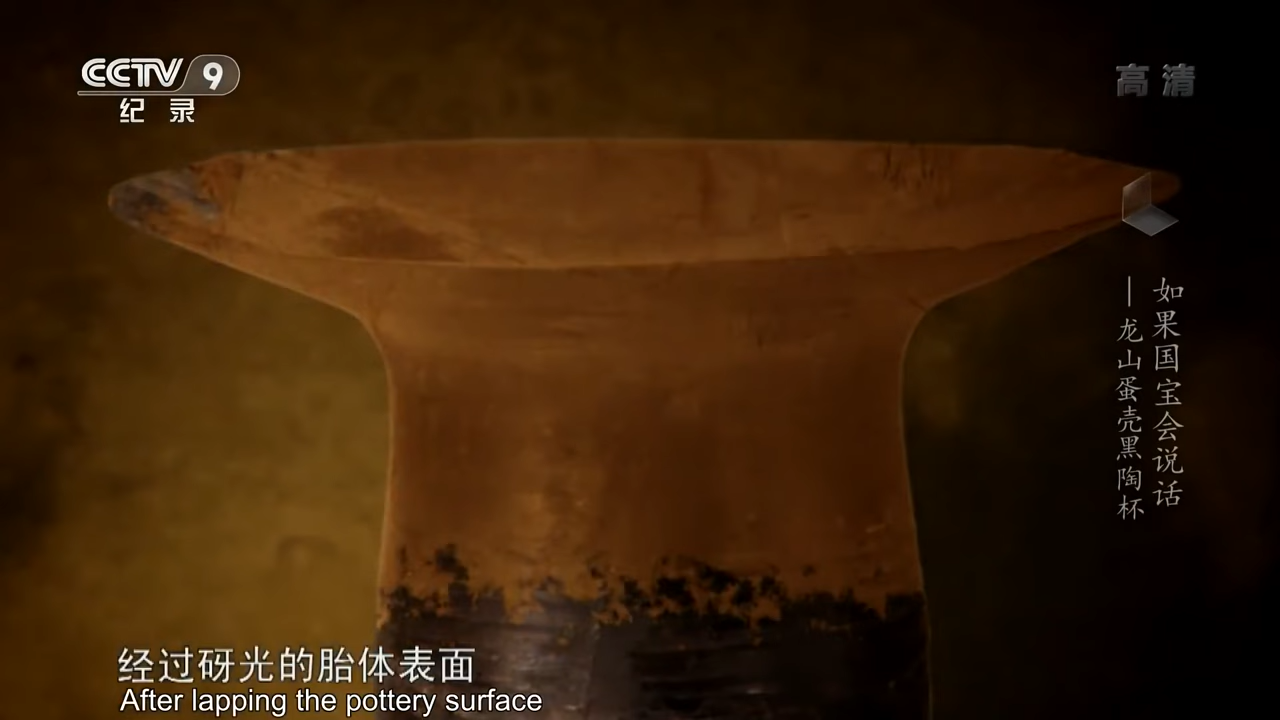 CCTV 9
纪录
高清
如果国宝会说话
—龙山蛋壳黑陶杯
经过砑光的胎体表面
After lapping the pottery surface